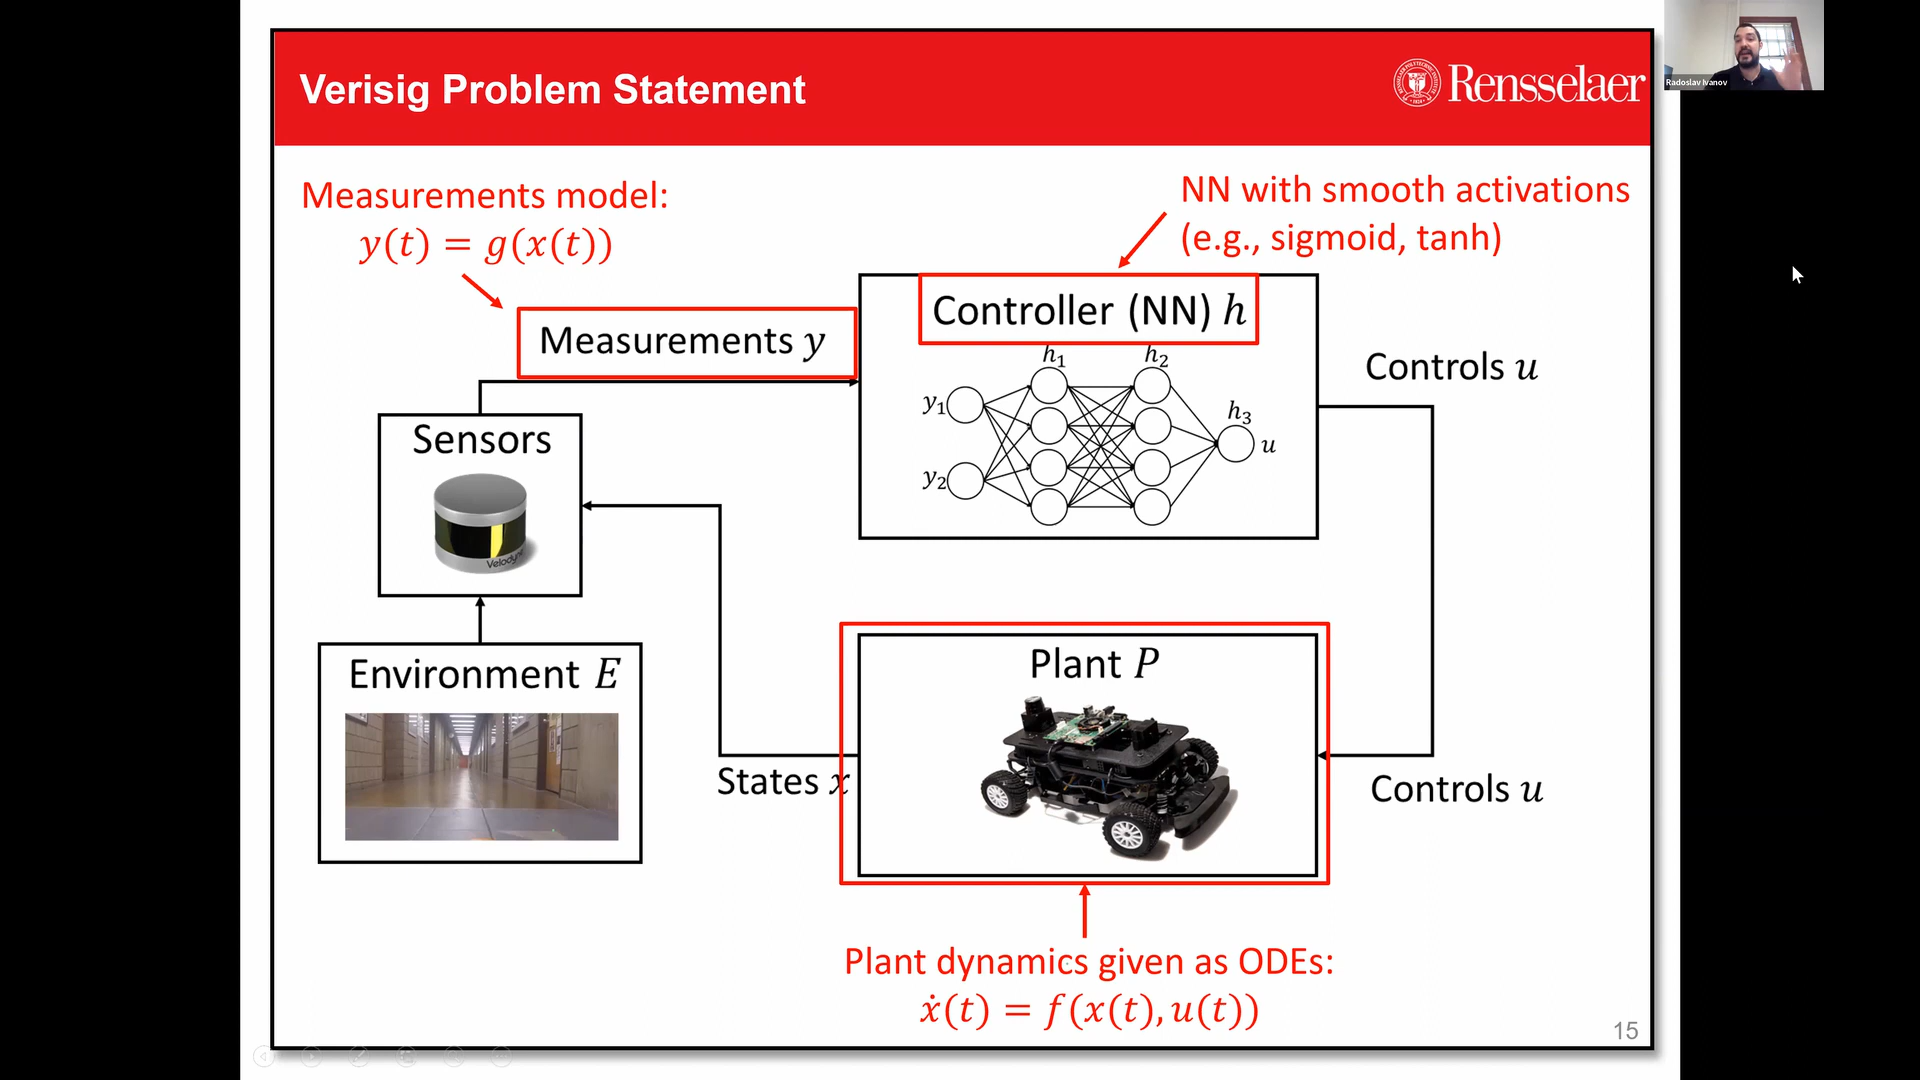 Verisig Problem Statement
Rensselaer
Radoslav Ivanov
Measurements model:
y(t) = g(x(t))
NN with smooth activations
(e.g., sigmoid, tanh)
Measurements y
Controller (NN) h
h₁ h₂
y₁
h₃
u
y₂
Controls u
Sensors
Velodyne
Environment E
Plant P
States x
Controls u
Plant dynamics given as ODEs:
ẋ(t) = f(x(t), u(t))
15